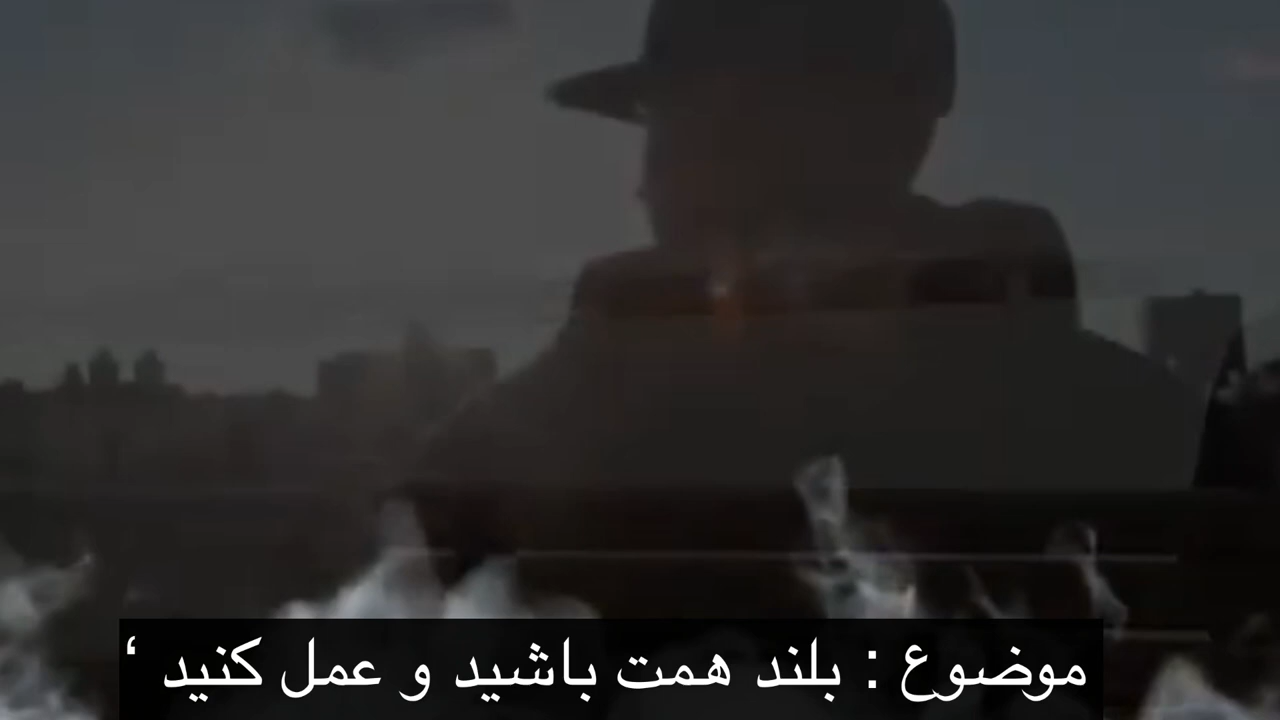 موضوع : بلند همت باشید و عمل کنید ‘